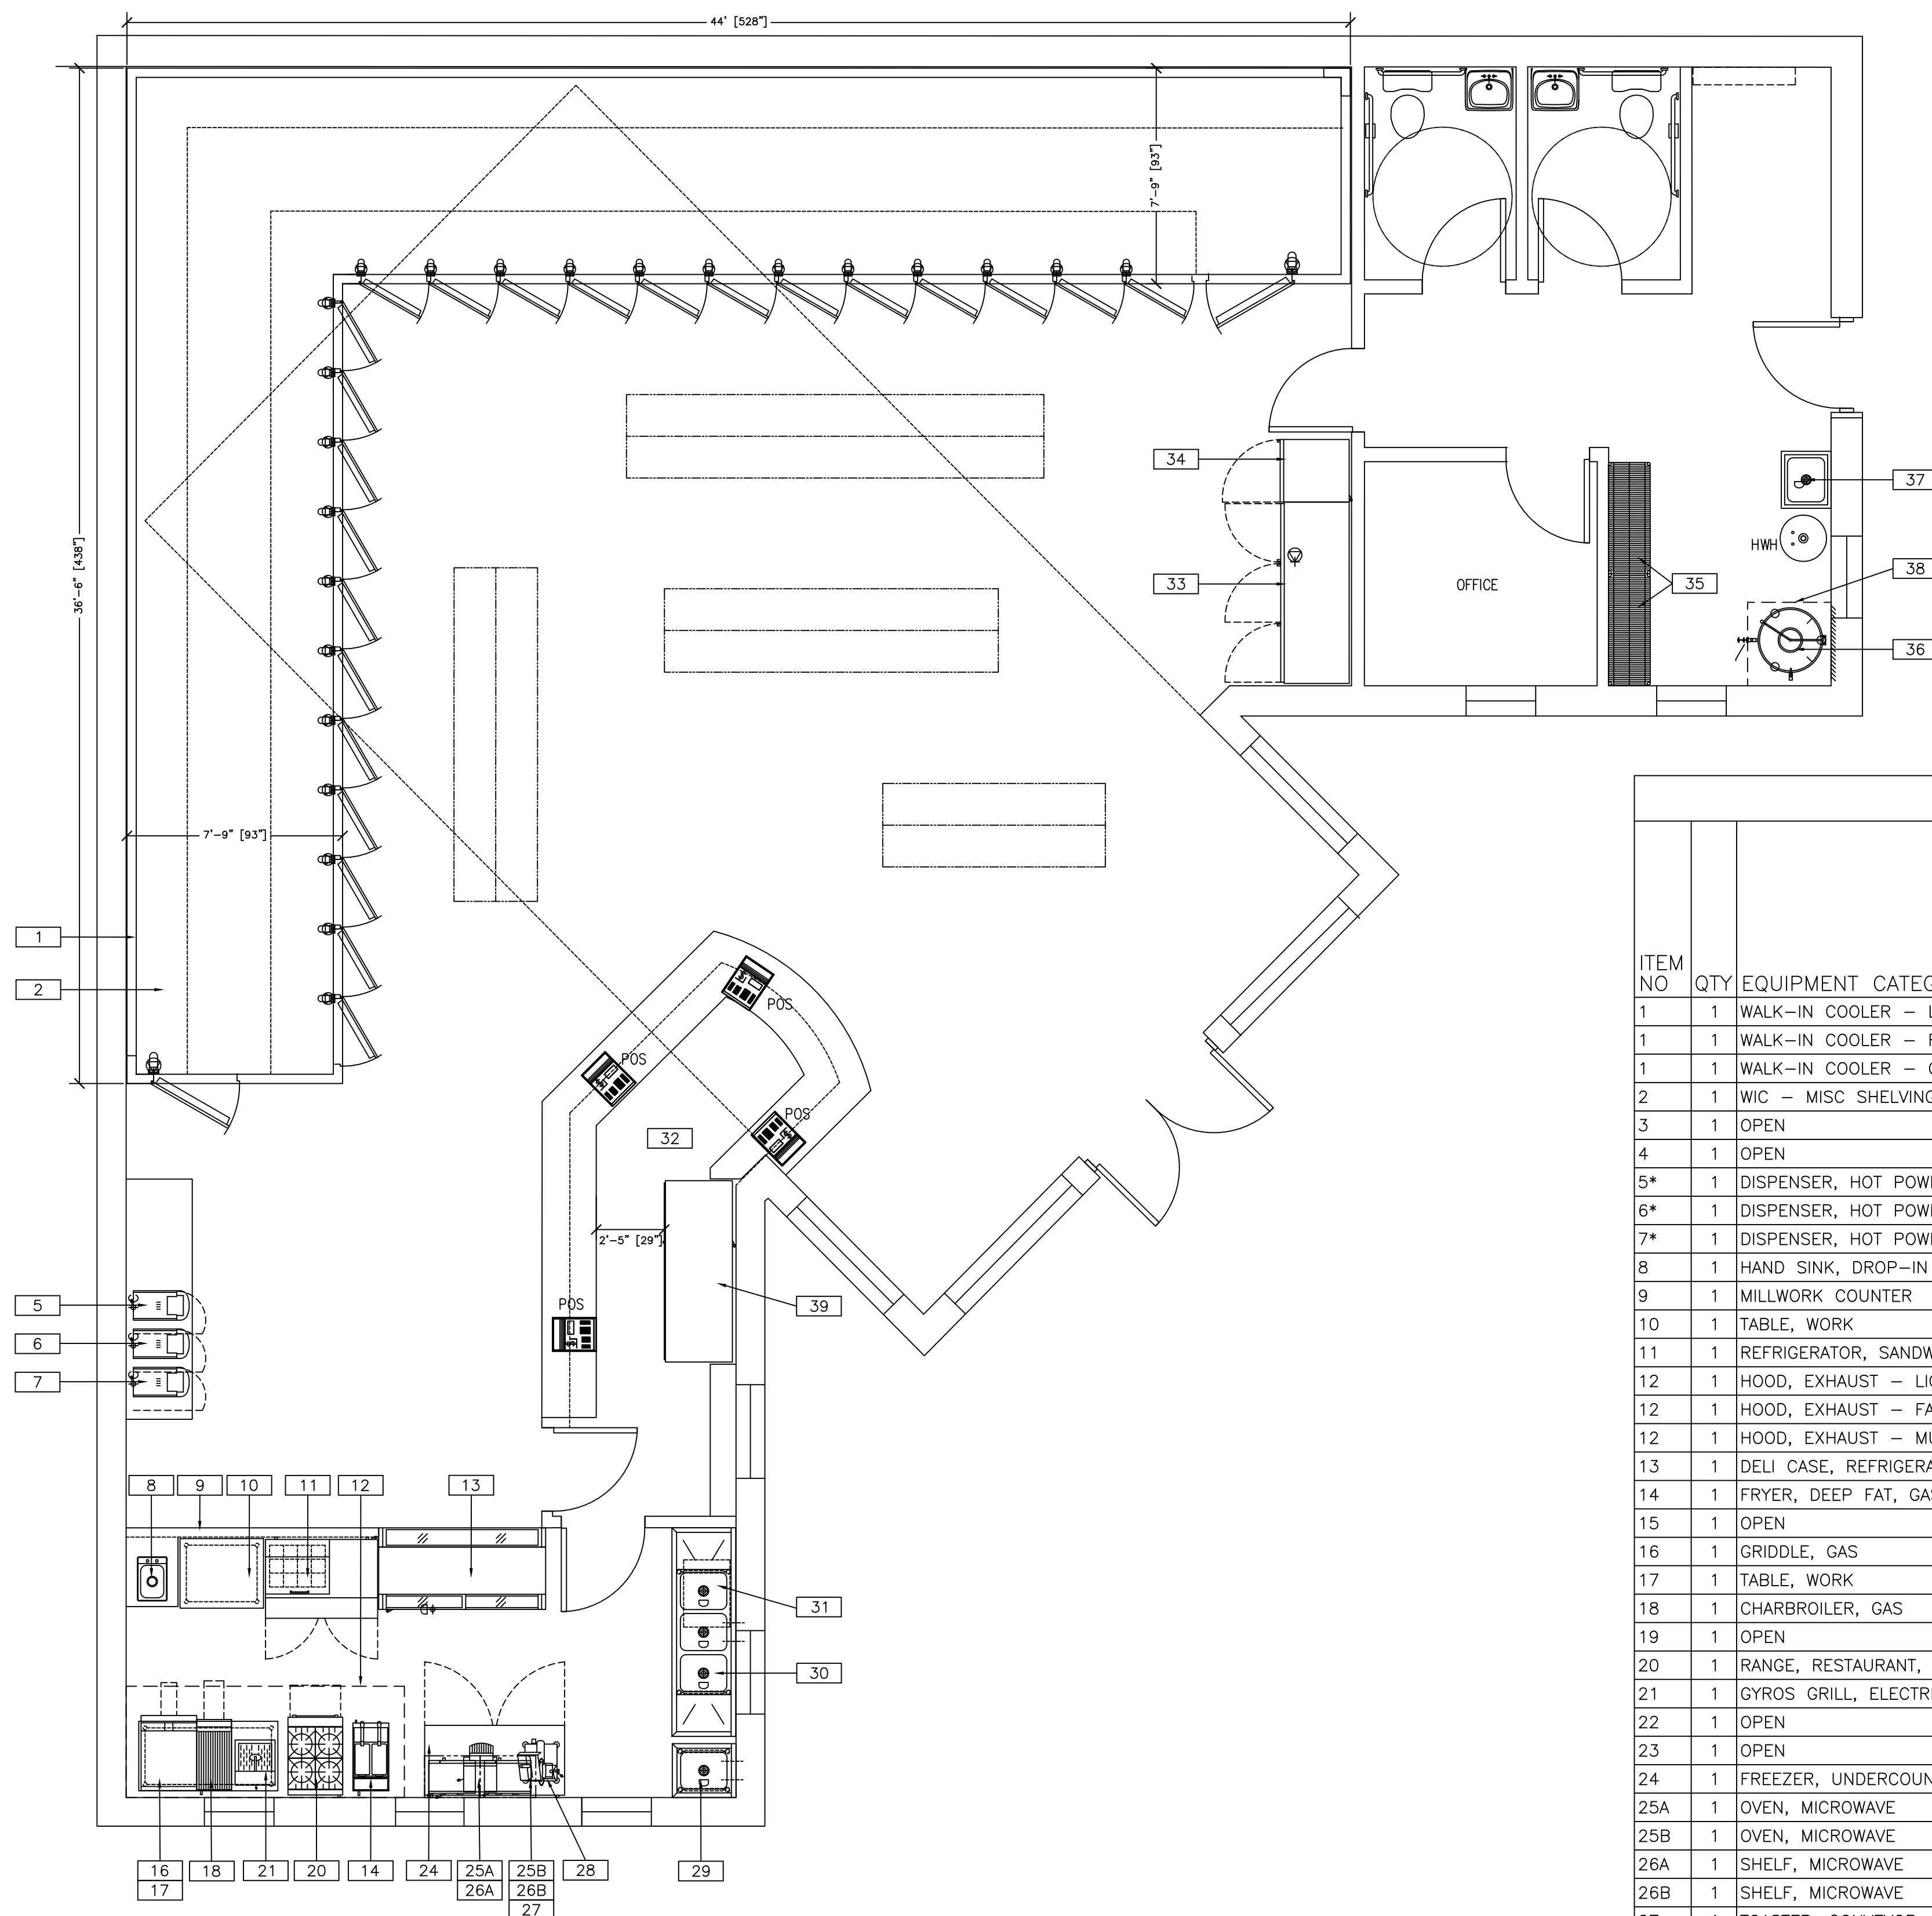 44' [528"]
7'-9" [93"]
36'-6" [438"]
34
33
37
HWH
38
OFFICE
35
36
7'-9" [93"]
1
2
POS
POS
POS
32
2'-5" [29"]
39
5
6
7
POS
8 9 10 11 12 13
31
30
16 18 21 20 14 24 25A 25B 28 29
17 26A 26B
27
ITEM
NO QTY EQUIPMENT CATEG
1 1 WALK-IN COOLER -
1 1 WALK-IN COOLER -
1 1 WALK-IN COOLER -
2 1 WIC - MISC SHELVING
3 1 OPEN
4 1 OPEN
5* 1 DISPENSER, HOT POW
6* 1 DISPENSER, HOT POW
7* 1 DISPENSER, HOT POW
8 1 HAND SINK, DROP-IN
9 1 MILLWORK COUNTER
10 1 TABLE, WORK
11 1 REFRIGERATOR, SANDW
12 1 HOOD, EXHAUST - LI
12 1 HOOD, EXHAUST - FA
12 1 HOOD, EXHAUST - MU
13 1 DELI CASE, REFRIGERA
14 1 FRYER, DEEP FAT, GAS
15 1 OPEN
16 1 GRIDDLE, GAS
17 1 TABLE, WORK
18 1 CHARBROILER, GAS
19 1 OPEN
20 1 RANGE, RESTAURANT,
21 1 GYROS GRILL, ELECTRI
22 1 OPEN
23 1 OPEN
24 1 FREEZER, UNDERCOUN
25A 1 OVEN, MICROWAVE
25B 1 OVEN, MICROWAVE
26A 1 SHELF, MICROWAVE
26B 1 SHELF, MICROWAVE